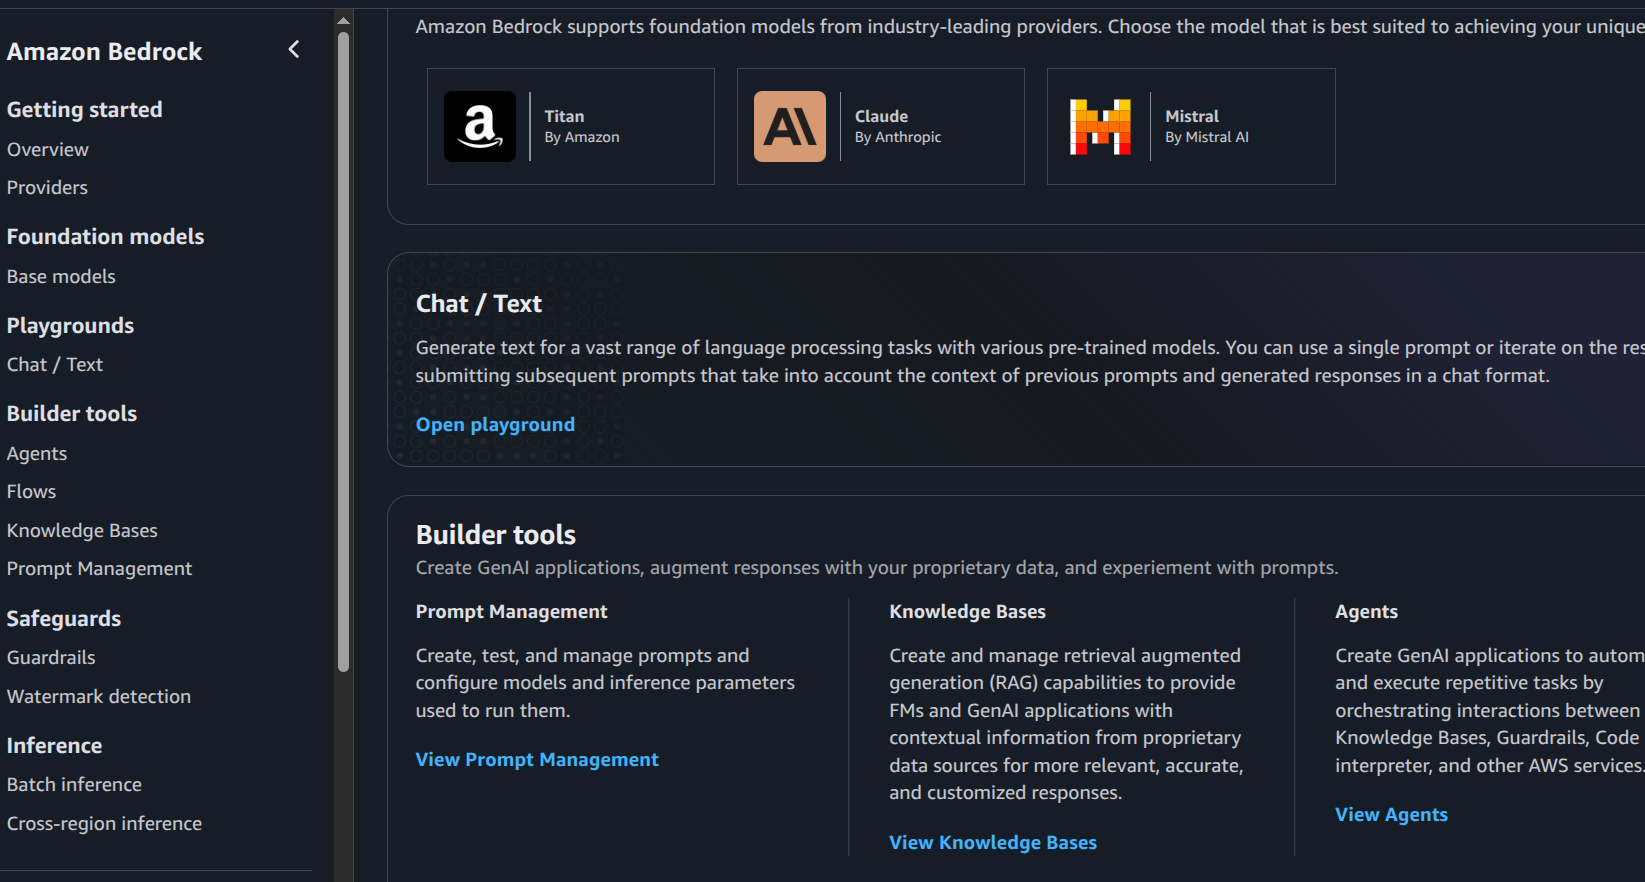 Amazon Bedrock
Getting started
Overview
Providers
Foundation models
Base models
Playgrounds
Chat / Text
Builder tools
Agents
Flows
Knowledge Bases
Prompt Management
Safeguards
Guardrails
Watermark detection
Inference
Batch inference
Cross-region inference
Amazon Bedrock supports foundation models from industry-leading providers. Choose the model that is best suited to achieving your unique
Titan
By Amazon
Claude
By Anthropic
Mistral
By Mistral AI
Chat / Text
Generate text for a vast range of language processing tasks with various pre-trained models. You can use a single prompt or iterate on the res
submitting subsequent prompts that take into account the context of previous prompts and generated responses in a chat format.
Open playground
Builder tools
Create GenAI applications, augment responses with your proprietary data, and experiement with prompts.
Prompt Management
Create, test, and manage prompts and
configure models and inference parameters
used to run them.
View Prompt Management
Knowledge Bases
Create and manage retrieval augmented
generation (RAG) capabilities to provide
FMs and GenAI applications with
contextual information from proprietary
data sources for more relevant, accurate,
and customized responses.
View Knowledge Bases
Agents
Create GenAI applications to autom
and execute repetitive tasks by
orchestrating interactions between
Knowledge Bases, Guardrails, Code
interpreter, and other AWS services.
View Agents